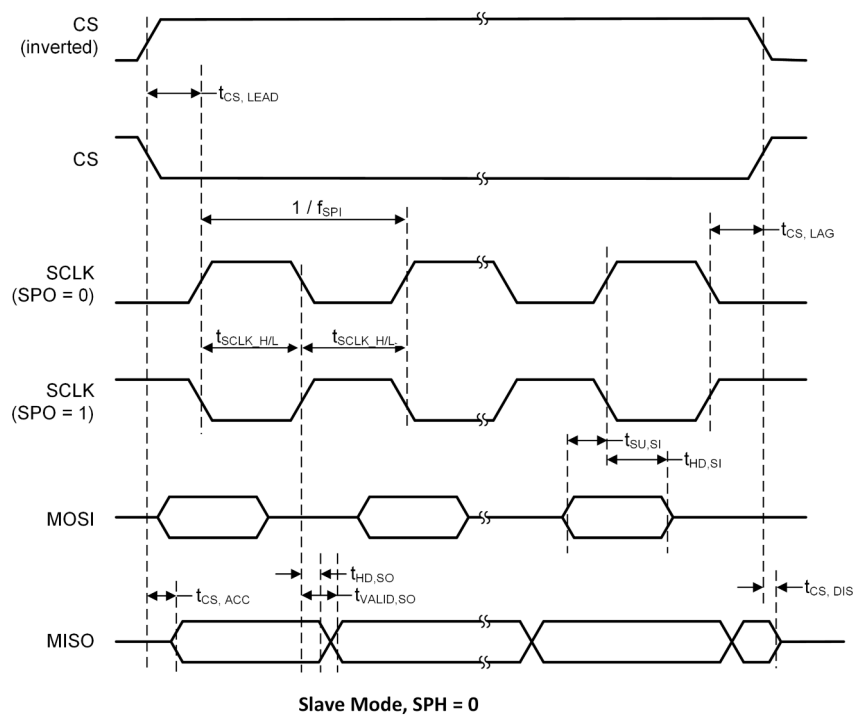 CS
(inverted)
tCS, LEAD
CS
1 / fSPI
tCS, LAG
SCLK
(SPO = 0)
tSCLK_H/L
tSCLK_H/L
SCLK
(SPO = 1)
tSU,SI
tHD,SI
MOSI
tHD,SO
tVALID,SO
tCS, ACC
tCS, DIS
MISO
Slave Mode, SPH = 0